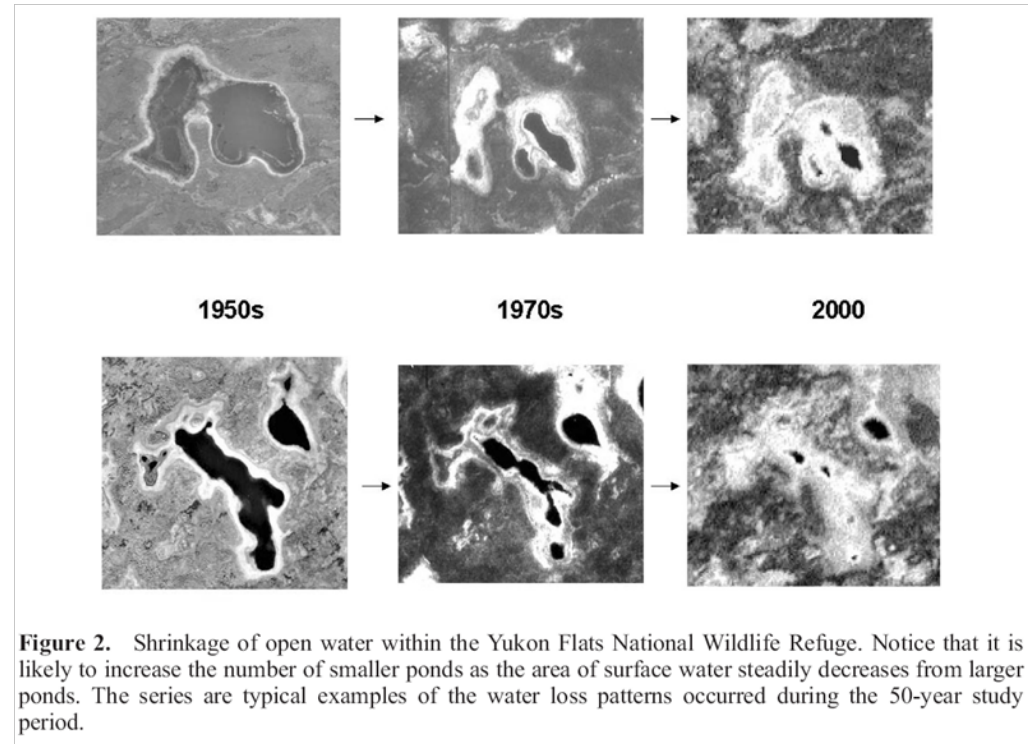 1950s 1970s 2000
Figure 2. Shrinkage of open water within the Yukon Flats National Wildlife Refuge. Notice that it is
likely to increase the number of smaller ponds as the area of surface water steadily decreases from larger
ponds. The series are typical examples of the water loss patterns occurred during the 50-year study
period.